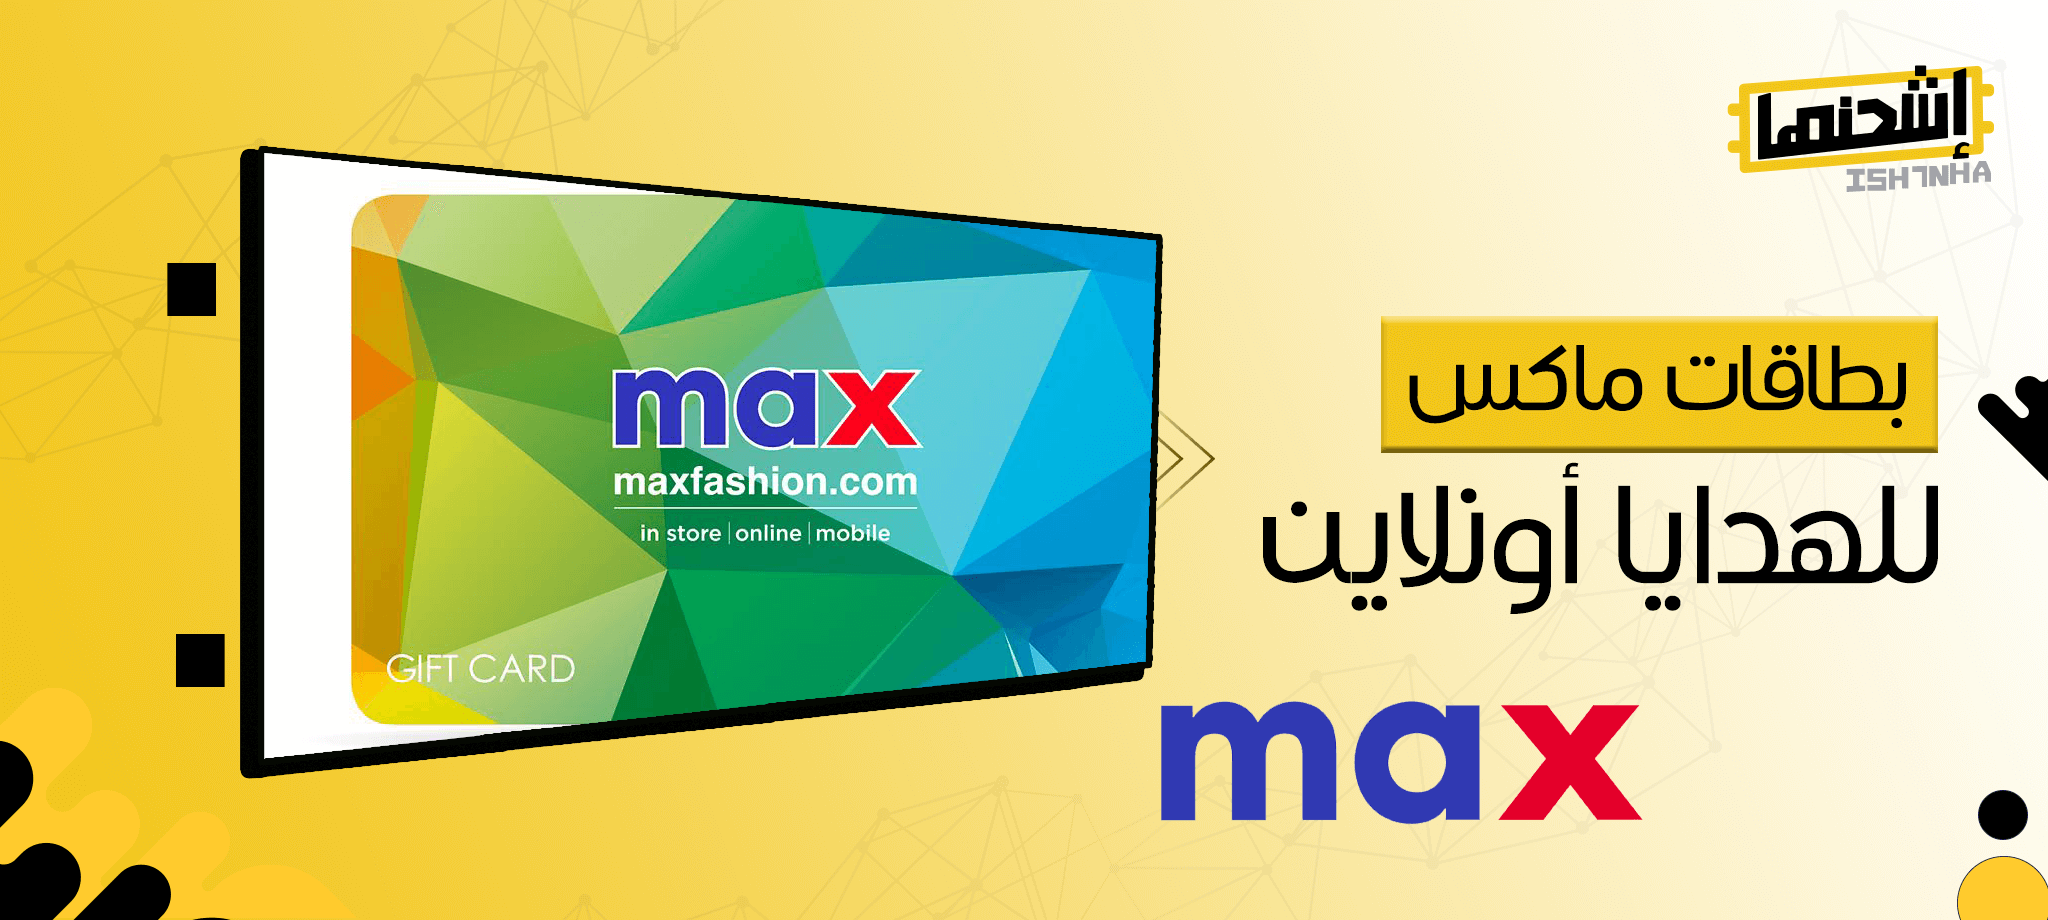 إشحنها
ISH7NHA
بطاقات ماكس
للهدايا أونلاين
max
max
maxfashion.com
in store | online | mobile
GIFT CARD